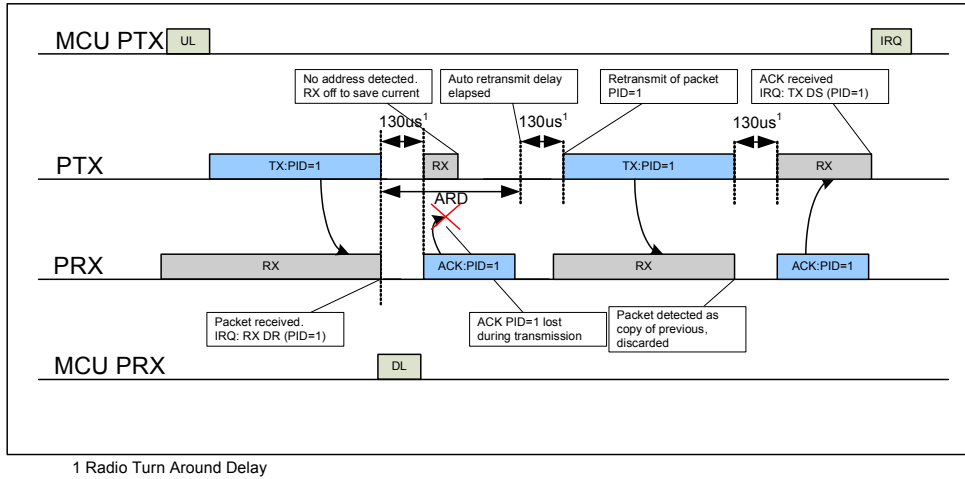 MCU PTX
UL
IRQ
No address detected.
RX off to save current
Auto retransmit delay
elapsed
Retransmit of packet
PID=1
ACK received
IRQ: TX DS (PID=1)
130us1
130us1
130us1
PTX
TX:PID=1
RX
TX:PID=1
RX
ARD
PRX
RX
ACK:PID=1
RX
ACK:PID=1
Packet received.
IRQ: RX DR (PID=1)
ACK PID=1 lost
during transmission
Packet detected as
copy of previous,
discarded
MCU PRX
DL
1 Radio Turn Around Delay